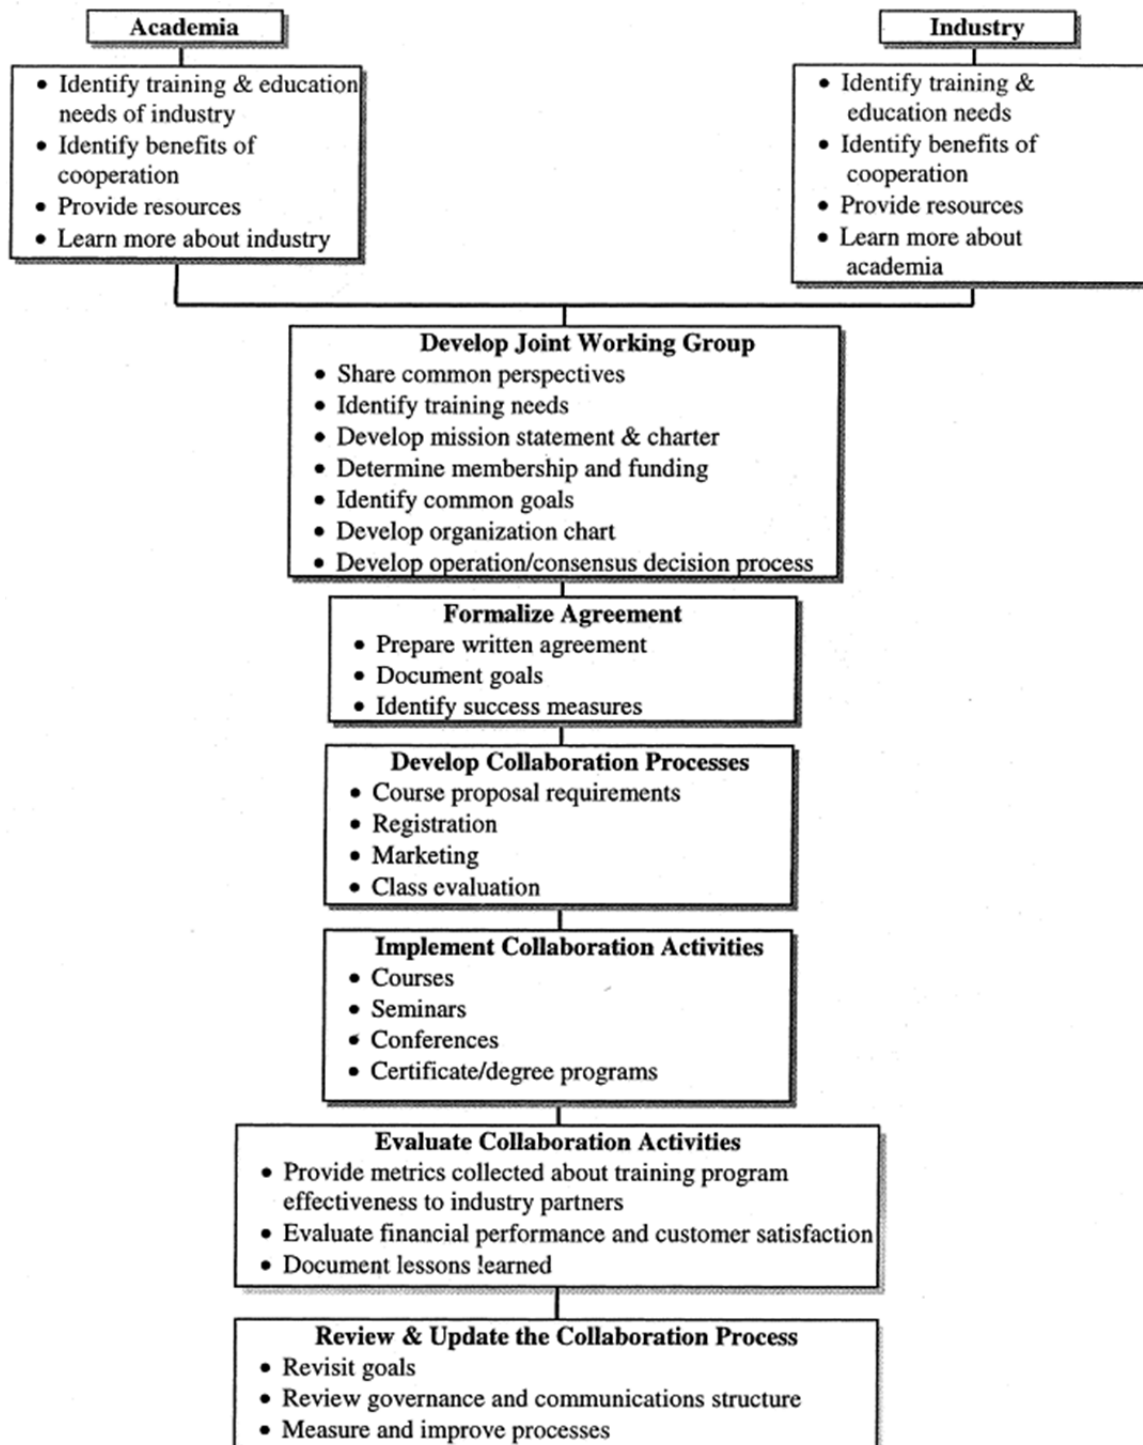 Academia
• Identify training & education
needs of industry
• Identify benefits of
cooperation
• Provide resources
• Learn more about industry
Industry
• Identify training &
education needs
• Identify benefits of
cooperation
• Provide resources
• Learn more about
academia
Develop Joint Working Group
• Share common perspectives
• Identify training needs
• Develop mission statement & charter
• Determine membership and funding
• Identify common goals
• Develop organization chart
• Develop operation/consensus decision process
Formalize Agreement
• Prepare written agreement
• Document goals
• Identify success measures
Develop Collaboration Processes
• Course proposal requirements
• Registration
• Marketing
• Class evaluation
Implement Collaboration Activities
• Courses
• Seminars
• Conferences
• Certificate/degree programs
Evaluate Collaboration Activities
• Provide metrics collected about training program
effectiveness to industry partners
• Evaluate financial performance and customer satisfaction
• Document lessons learned
Review & Update the Collaboration Process
• Revisit goals
• Review governance and communications structure
• Measure and improve processes